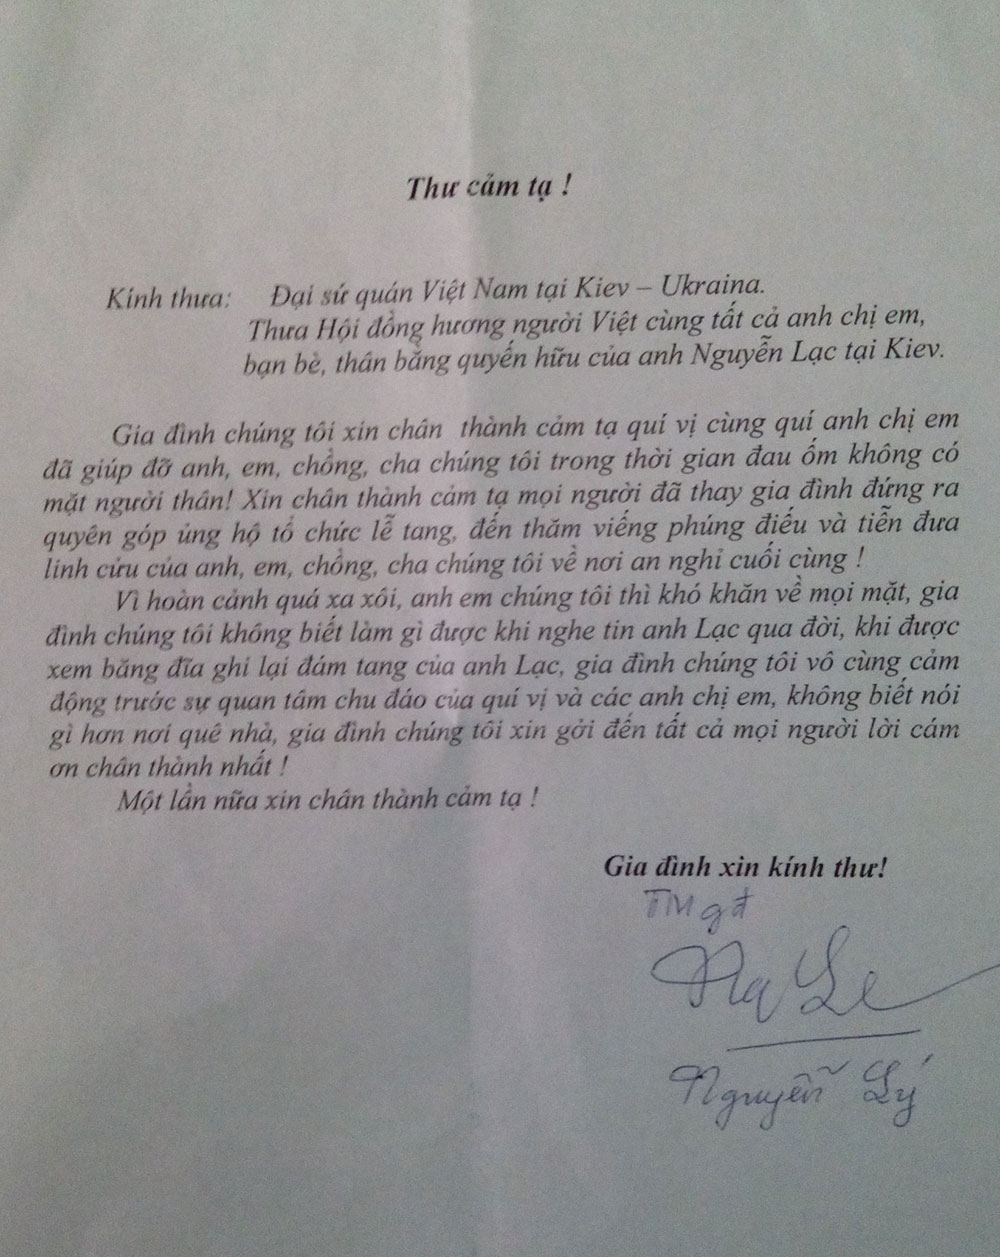 Thư cảm tạ !
Kính thưa: Đại sứ quán Việt Nam tại Kiev – Ukraina.
Thưa Hội đồng hương người Việt cùng tất cả anh chị em,
bạn bè, thân bằng quyến hữu của anh Nguyễn Lạc tại Kiev.
Gia đình chúng tôi xin chân thành cảm tạ quí vị cùng quí anh chị em
đã giúp đỡ anh, em, chồng, cha chúng tôi trong thời gian đau ốm không có
mặt người thân! Xin chân thành cảm tạ mọi người đã thay gia đình đứng ra
quyên góp ủng hộ tổ chức lễ tang, đến thăm viếng phúng điếu và tiễn đưa
linh cửu của anh, em, chồng, cha chúng tôi về nơi an nghỉ cuối cùng !
Vì hoàn cảnh quá xa xôi, anh em chúng tôi thì khó khăn về mọi mặt, gia
đình chúng tôi không biết làm gì được khi nghe tin anh Lạc qua đời, khi được
xem băng đĩa ghi lại đám tang của anh Lạc, gia đình chúng tôi vô cùng cảm
động trước sự quan tâm chu đáo của quí vị và các anh chị em, không biết nói
gì hơn nơi quê nhà, gia đình chúng tôi xin gởi đến tất cả mọi người lời cám
ơn chân thành nhất !
Một lần nữa xin chân thành cảm tạ !
Gia đình xin kính thư!
TM gđ
Nguyễn Lý